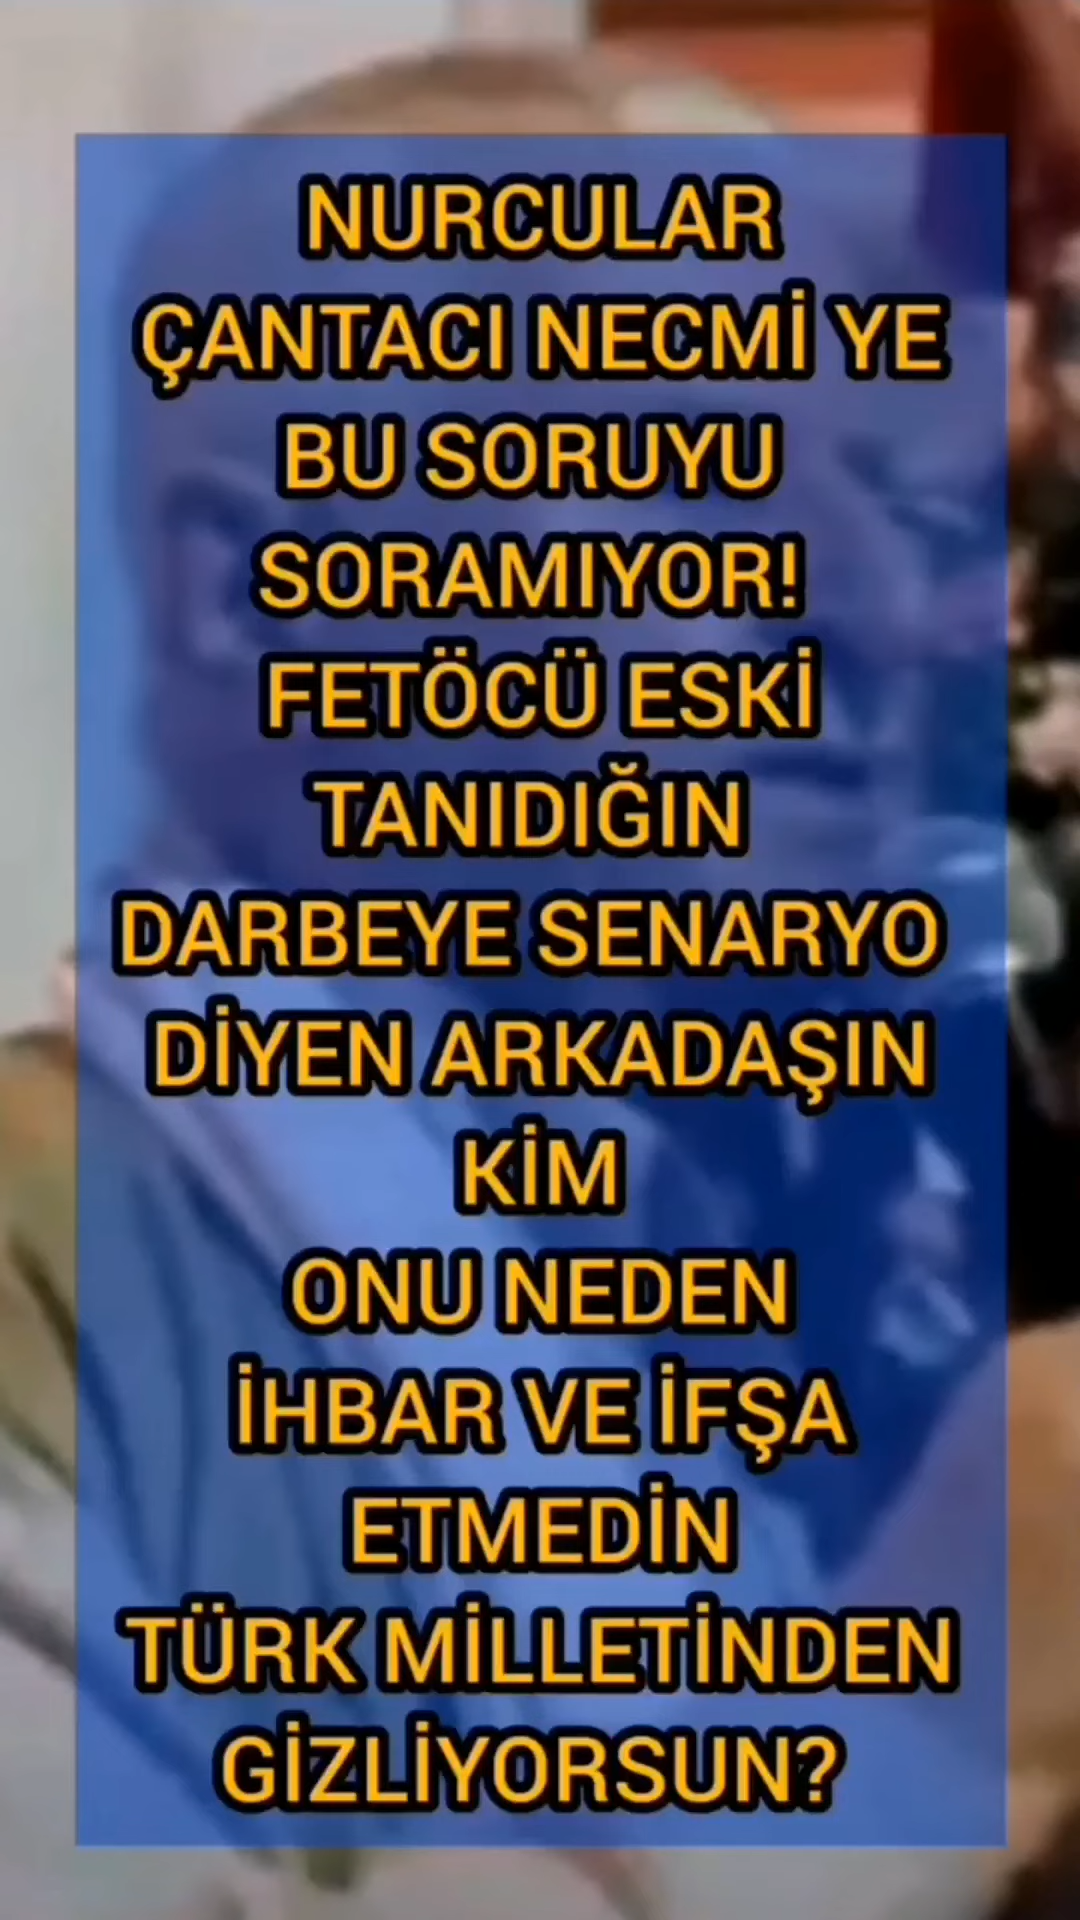 NURCULAR
ÇANTACI NECMİ YE
BU SORUYU
SORAMIYOR!
FETÖCÜ ESKİ
TANIDIĞIN
DARBEYE SENARYO
DİYEN ARKADAŞIN
KİM
ONU NEDEN
İHBAR VE İFŞA
ETMEDİN
TÜRK MİLLETİNDEN
GİZLİYORSUN?